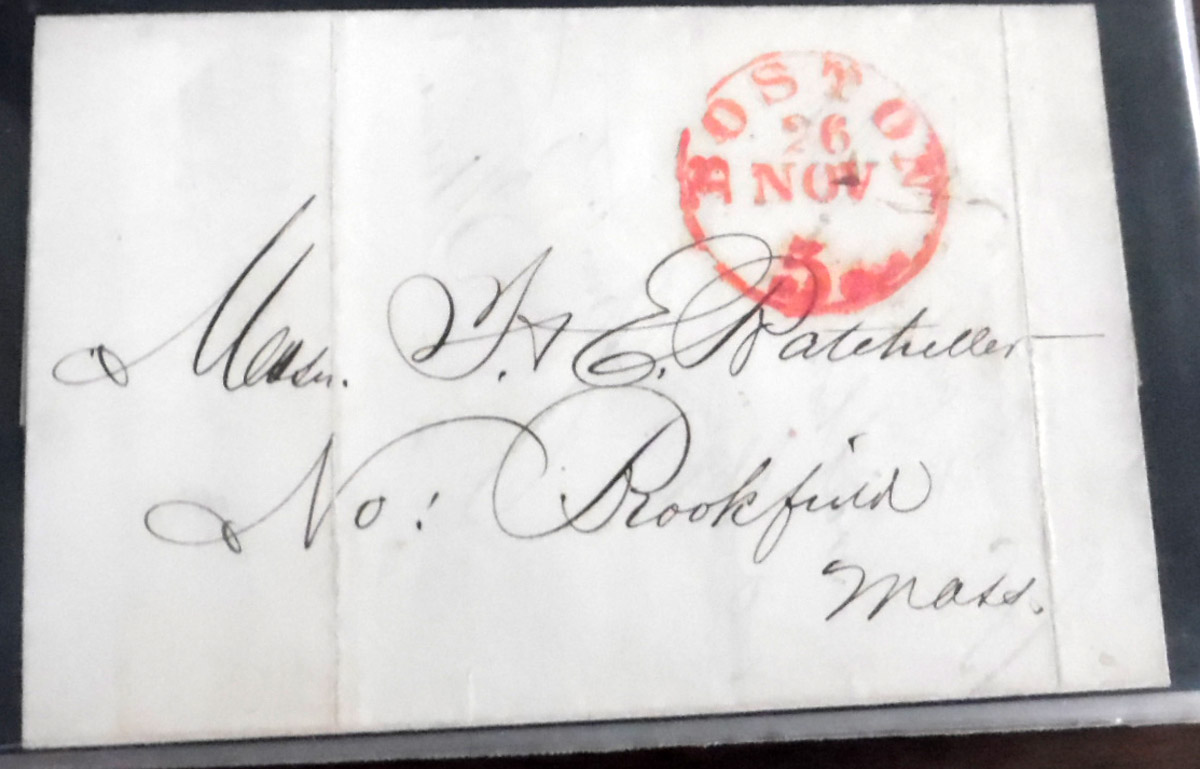 BOSTON
26
NOV
5
Messrs. T. & E. Batcheller
No: Brookfield
Mass.